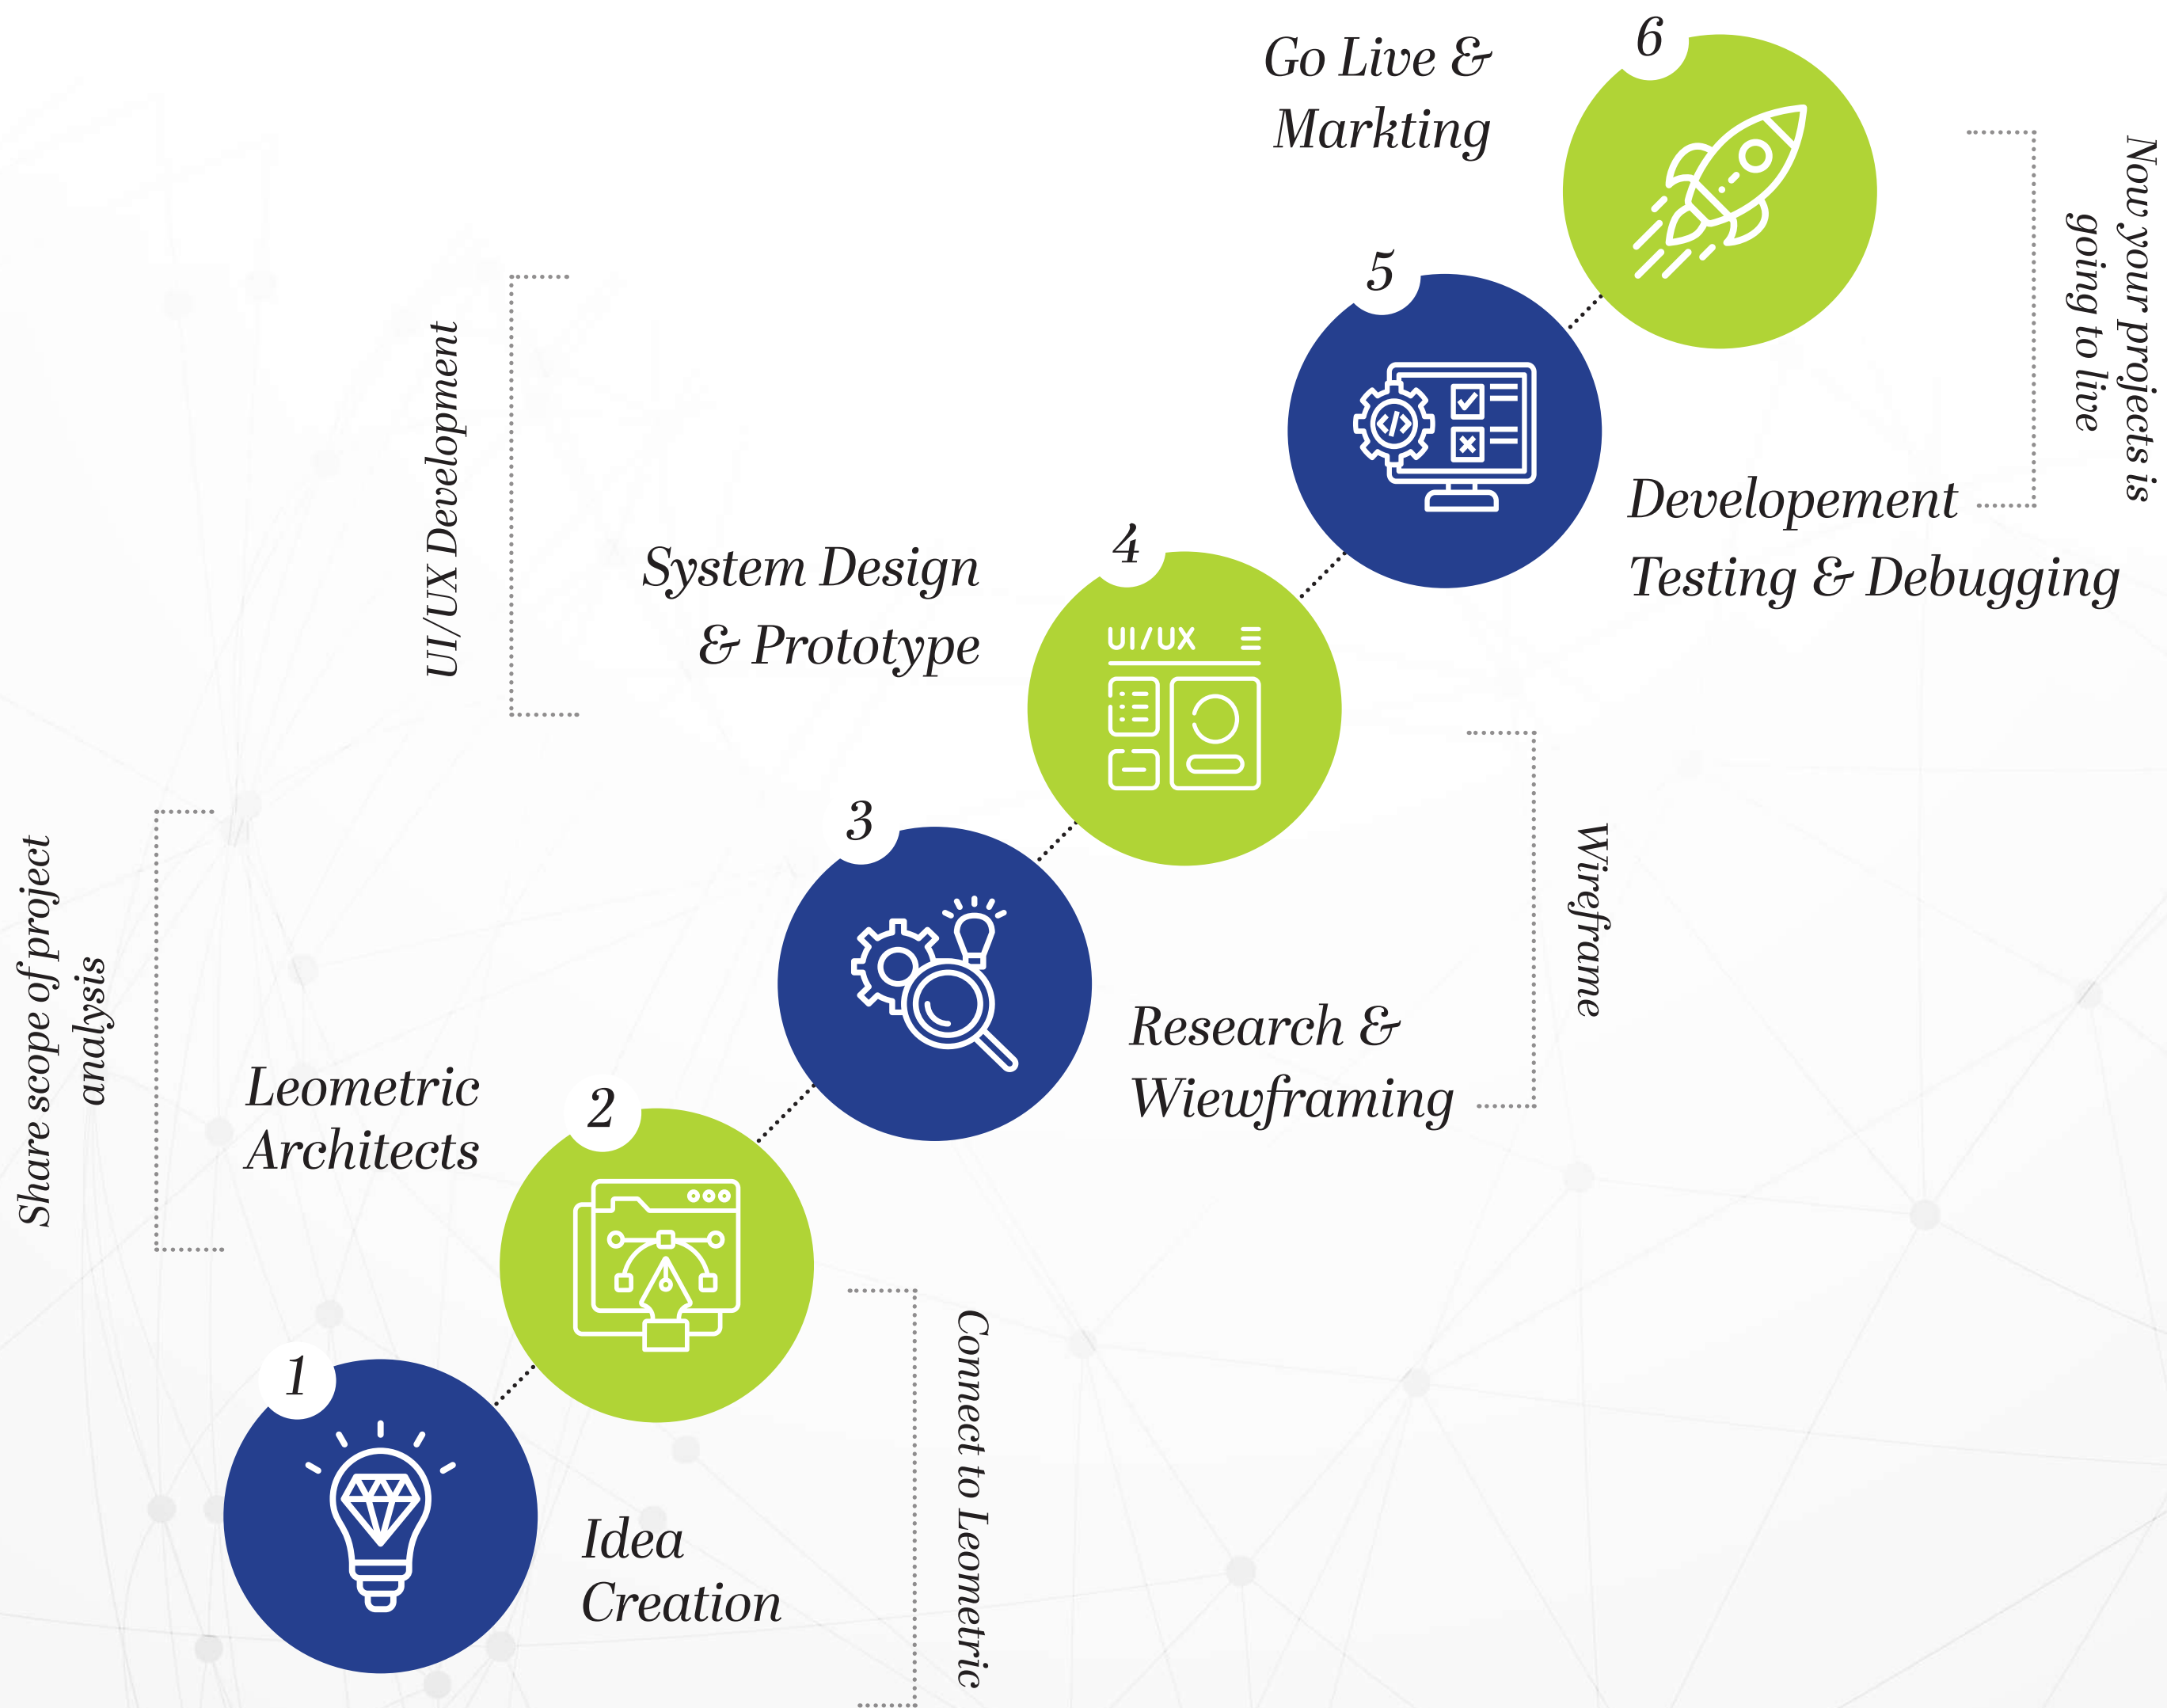 6
Go Live &
Markting
Now your projects is
going to live
5
Developement
Testing & Debugging
UI/UX Development
4
System Design
& Prototype
UI/UX
3
Research &
Wiewframing
Wireframe
Share scope of project
analysis
2
Leometric
Architects
1
Idea
Creation
Connect to Leometric